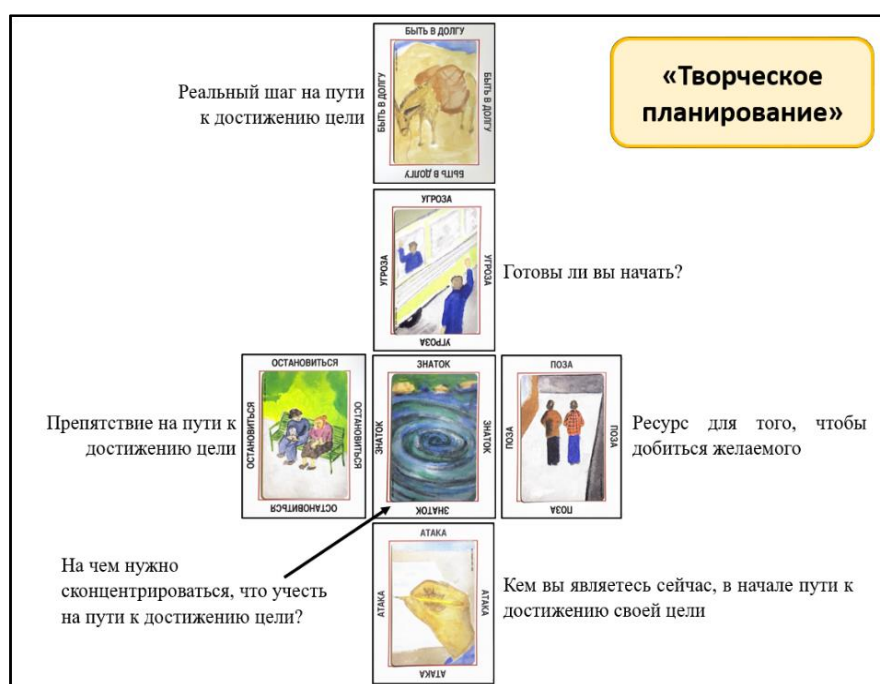 «Творческое
планирование»
БЫТЬ В ДОЛГУ
БЫТЬ В ДОЛГУ
БЫТЬ В ДОЛГУ
БЫТЬ В ДОЛГУ
Реальный шаг на пути
к достижению цели
УГРОЗА
УГРОЗА
УГРОЗА
УГРОЗА
Готовы ли вы начать?
ОСТАНОВИТЬСЯ
ОСТАНОВИТЬСЯ
ОСТАНОВИТЬСЯ
ОСТАНОВИТЬСЯ
Препятствие на пути к
достижению цели
ЗНАТОК
ЗНАТОК
ЗНАТОК
ЗНАТОК
ПОЗА
ПОЗА
ПОЗА
ПОЗА
Ресурс для того, чтобы
добиться желаемого
На чем нужно
сконцентрироваться, что учесть
на пути к достижению цели?
АТАКА
АТАКА
АТАКА
АТАКА
Кем вы являетесь сейчас, в начале пути к
достижению своей цели